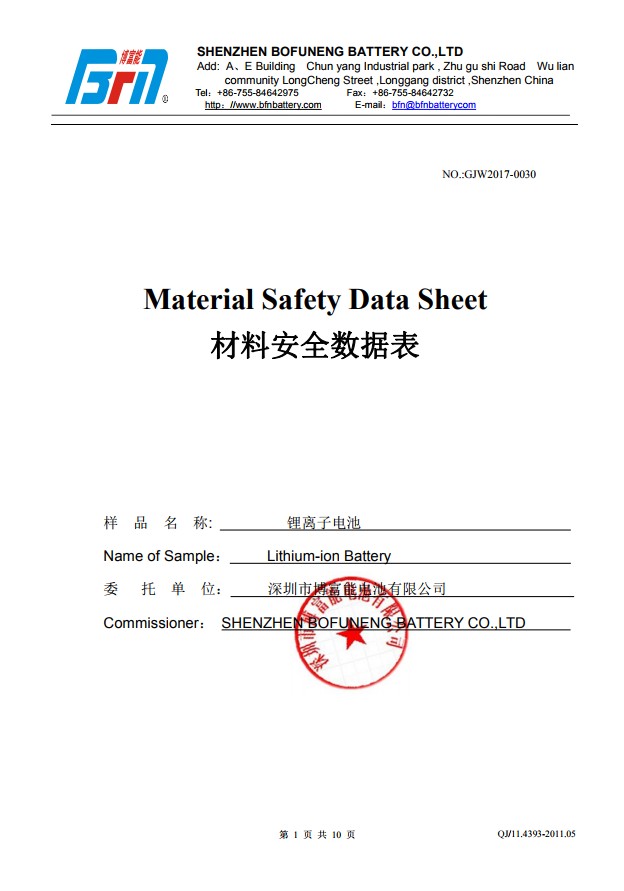 博富能
BFN
®
SHENZHEN BOFUNENG BATTERY CO.,LTD
Add: A、E Building Chun yang Industrial park , Zhu gu shi Road Wu lian
community LongCheng Street ,Longgang district ,Shenzhen China
Tel：+86-755-84642975 Fax：+86-755-84642732
http：//www.bfnbattery.com E-mail：bfn@bfnbatterycom
NO.:GJW2017-0030
Material Safety Data Sheet
材料安全数据表
样 品 名 称: 锂离子电池
Name of Sample： Lithium-ion Battery
委 托 单 位： 深圳市博富能电池有限公司
Commissioner： SHENZHEN BOFUNENG BATTERY CO.,LTD
深圳市博富能电池有限公司
第 1 页 共 10 页
QJ/11.4393-2011.05